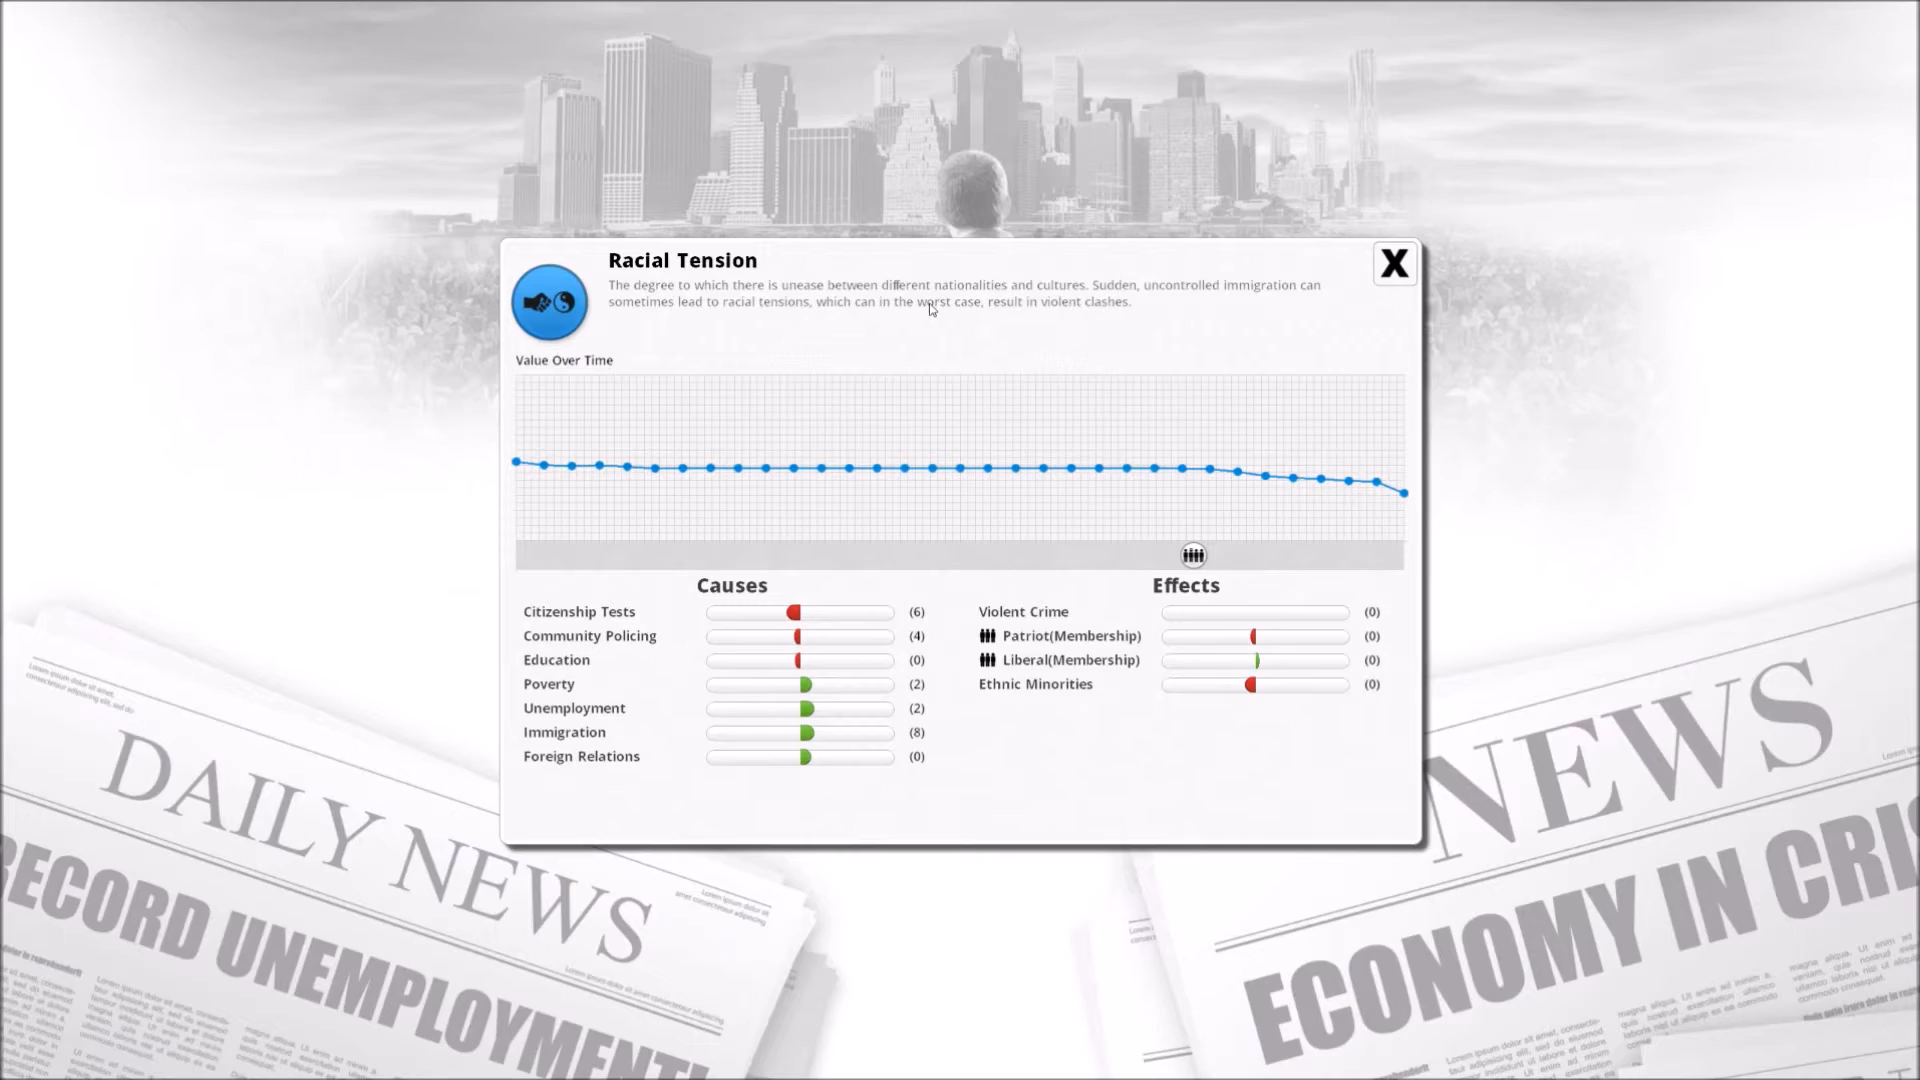 Racial Tension
X
The degree to which there is unease between different nationalities and cultures. Sudden, uncontrolled immigration can
sometimes lead to racial tensions, which can in the worst case, result in violent clashes.
Value Over Time
Causes
Citizenship Tests (6)
Community Policing (4)
Education (0)
Poverty (2)
Unemployment (2)
Immigration (8)
Foreign Relations (0)
Effects
Violent Crime (0)
Patriot(Membership) (0)
Liberal(Membership) (0)
Ethnic Minorities (0)
DAILY NEWS
RECORD UNEMPLOYMENT
NEWS
ECONOMY IN CRIS